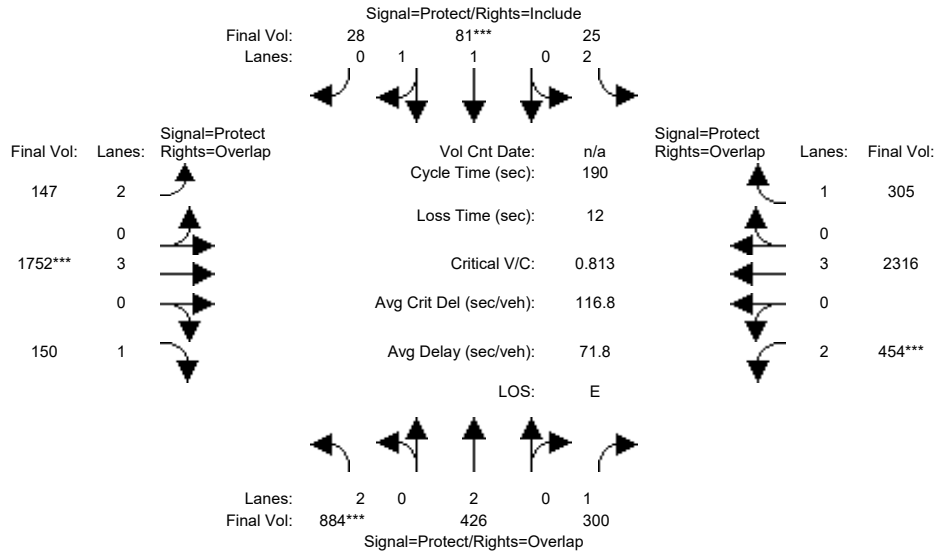 Signal=Protect/Rights=Include
Final Vol: 28 81*** 25
Lanes: 0 1 1 0 2
Signal=Protect
Final Vol: Lanes: Rights=Overlap
Vol Cnt Date: n/a
Signal=Protect
Rights=Overlap Lanes: Final Vol:
Cycle Time (sec): 190
147 2
1 305
Loss Time (sec): 12
0
0
1752*** 3
Critical V/C: 0.813
3 2316
0
Avg Crit Del (sec/veh): 116.8
0
150 1
Avg Delay (sec/veh): 71.8
2 454***
LOS: E
Lanes: 2 0 2 0 1
Final Vol: 884*** 426 300
Signal=Protect/Rights=Overlap